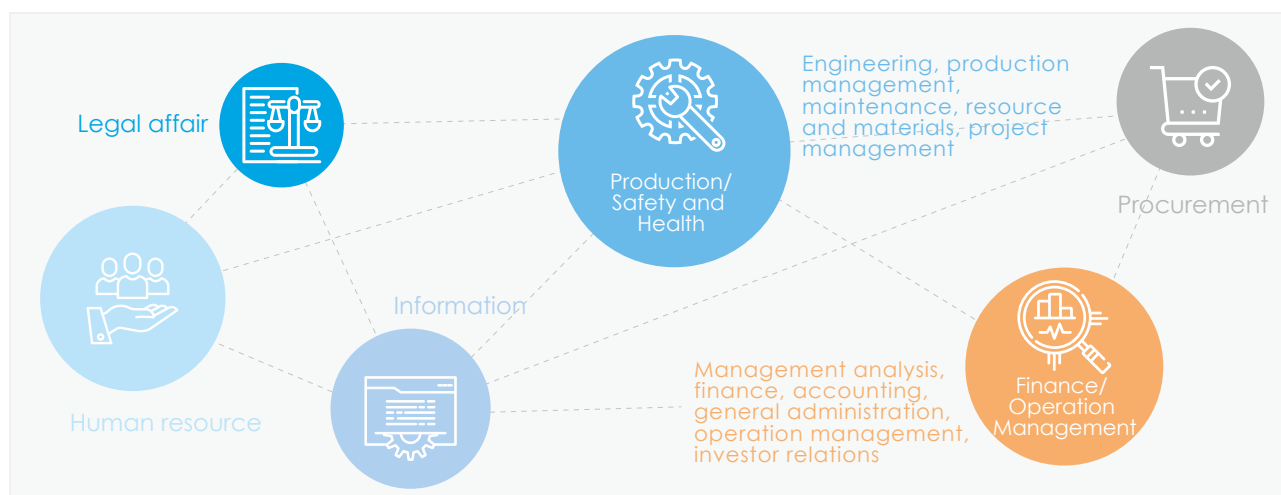 Legal affair
Production/
Safety and
Health
Engineering, production
management,
maintenance, resource
and materials, project
management
Procurement
Human resource
Information
Management analysis,
finance, accounting,
general administration,
operation management,
investor relations
Finance/
Operation
Management